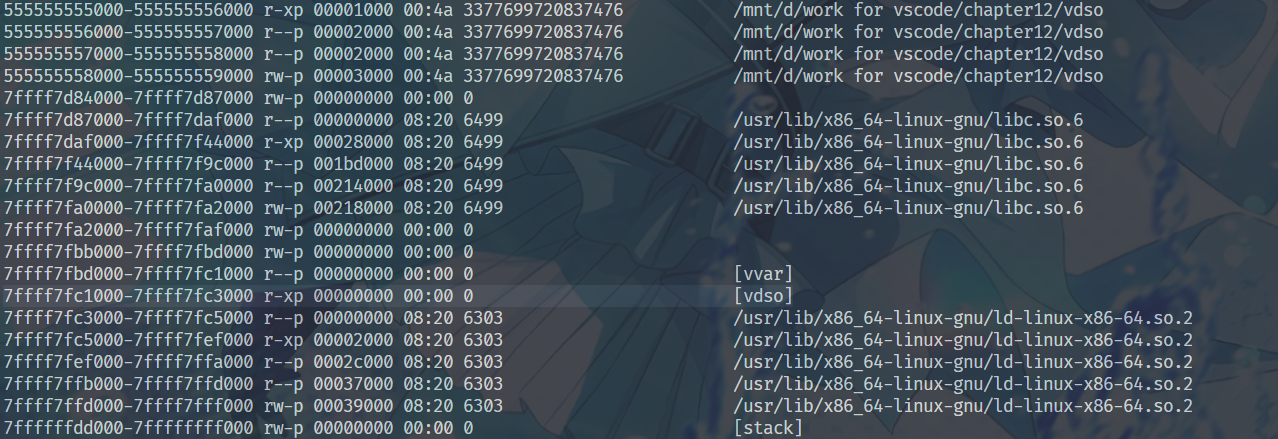 555555555000-555555556000 r-xp 00001000 00:4a 3377699720837476 /mnt/d/work for vscode/chapter12/vdso
555555556000-555555557000 r--p 00002000 00:4a 3377699720837476 /mnt/d/work for vscode/chapter12/vdso
555555557000-555555558000 r--p 00002000 00:4a 3377699720837476 /mnt/d/work for vscode/chapter12/vdso
555555558000-555555559000 rw-p 00003000 00:4a 3377699720837476 /mnt/d/work for vscode/chapter12/vdso
7ffff7d84000-7ffff7d87000 rw-p 00000000 00:00 0
7ffff7d87000-7ffff7daf000 r--p 00000000 08:20 6499 /usr/lib/x86_64-linux-gnu/libc.so.6
7ffff7daf000-7ffff7f44000 r-xp 00028000 08:20 6499 /usr/lib/x86_64-linux-gnu/libc.so.6
7ffff7f44000-7ffff7f9c000 r--p 001bd000 08:20 6499 /usr/lib/x86_64-linux-gnu/libc.so.6
7ffff7f9c000-7ffff7fa0000 r--p 00214000 08:20 6499 /usr/lib/x86_64-linux-gnu/libc.so.6
7ffff7fa0000-7ffff7fa2000 rw-p 00218000 08:20 6499 /usr/lib/x86_64-linux-gnu/libc.so.6
7ffff7fa2000-7ffff7faf000 rw-p 00000000 00:00 0
7ffff7fbb000-7ffff7fbd000 rw-p 00000000 00:00 0
7ffff7fbd000-7ffff7fc1000 r--p 00000000 00:00 0 [vvar]
7ffff7fc1000-7ffff7fc3000 r-xp 00000000 00:00 0 [vdso]
7ffff7fc3000-7ffff7fc5000 r--p 00000000 08:20 6303 /usr/lib/x86_64-linux-gnu/ld-linux-x86-64.so.2
7ffff7fc5000-7ffff7fef000 r-xp 00002000 08:20 6303 /usr/lib/x86_64-linux-gnu/ld-linux-x86-64.so.2
7ffff7fef000-7ffff7ffa000 r--p 0002c000 08:20 6303 /usr/lib/x86_64-linux-gnu/ld-linux-x86-64.so.2
7ffff7ffb000-7ffff7ffd000 r--p 00037000 08:20 6303 /usr/lib/x86_64-linux-gnu/ld-linux-x86-64.so.2
7ffff7ffd000-7ffff7fff000 rw-p 00039000 08:20 6303 /usr/lib/x86_64-linux-gnu/ld-linux-x86-64.so.2
7ffffffdd000-7ffffffff000 rw-p 00000000 00:00 0 [stack]